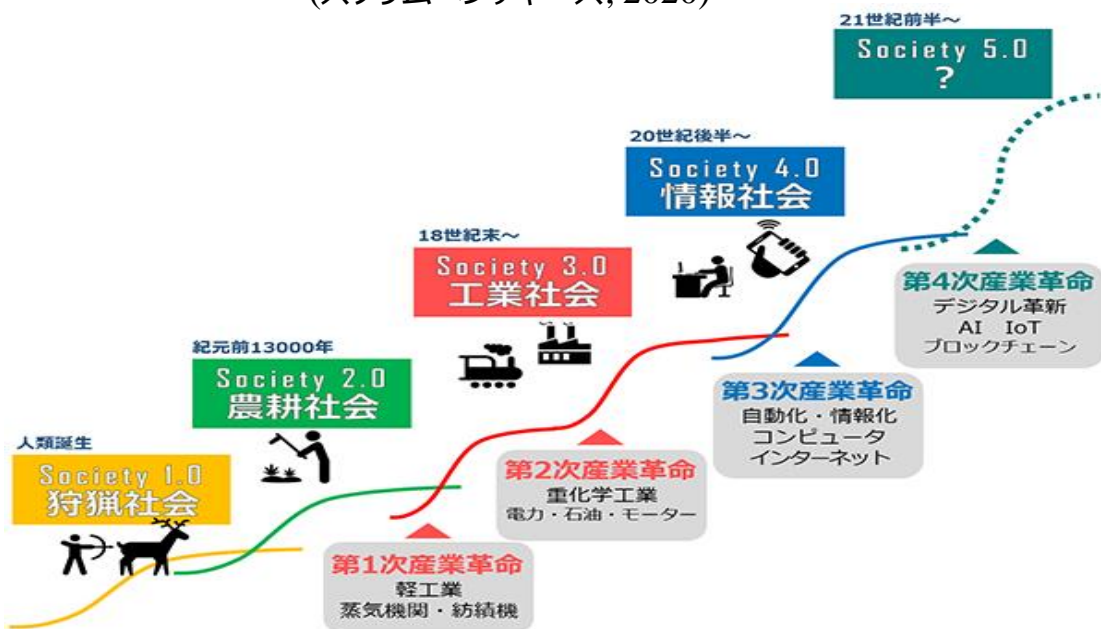 2020)
21世紀前半～
Society 5.0
?
20世紀後半～
Society 4.0
情報社会
18世紀末～
Society 3.0
工業社会
紀元前13000年
Society 2.0
農耕社会
人類誕生
Society 1.0
狩猟社会
第4次産業革命
デジタル革新
AI IoT
ブロックチェーン
第3次産業革命
自動化・情報化
コンピュータ
インターネット
第2次産業革命
重化学工業
電力・石油・モーター
第1次産業革命
軽工業
蒸気機関・紡績機